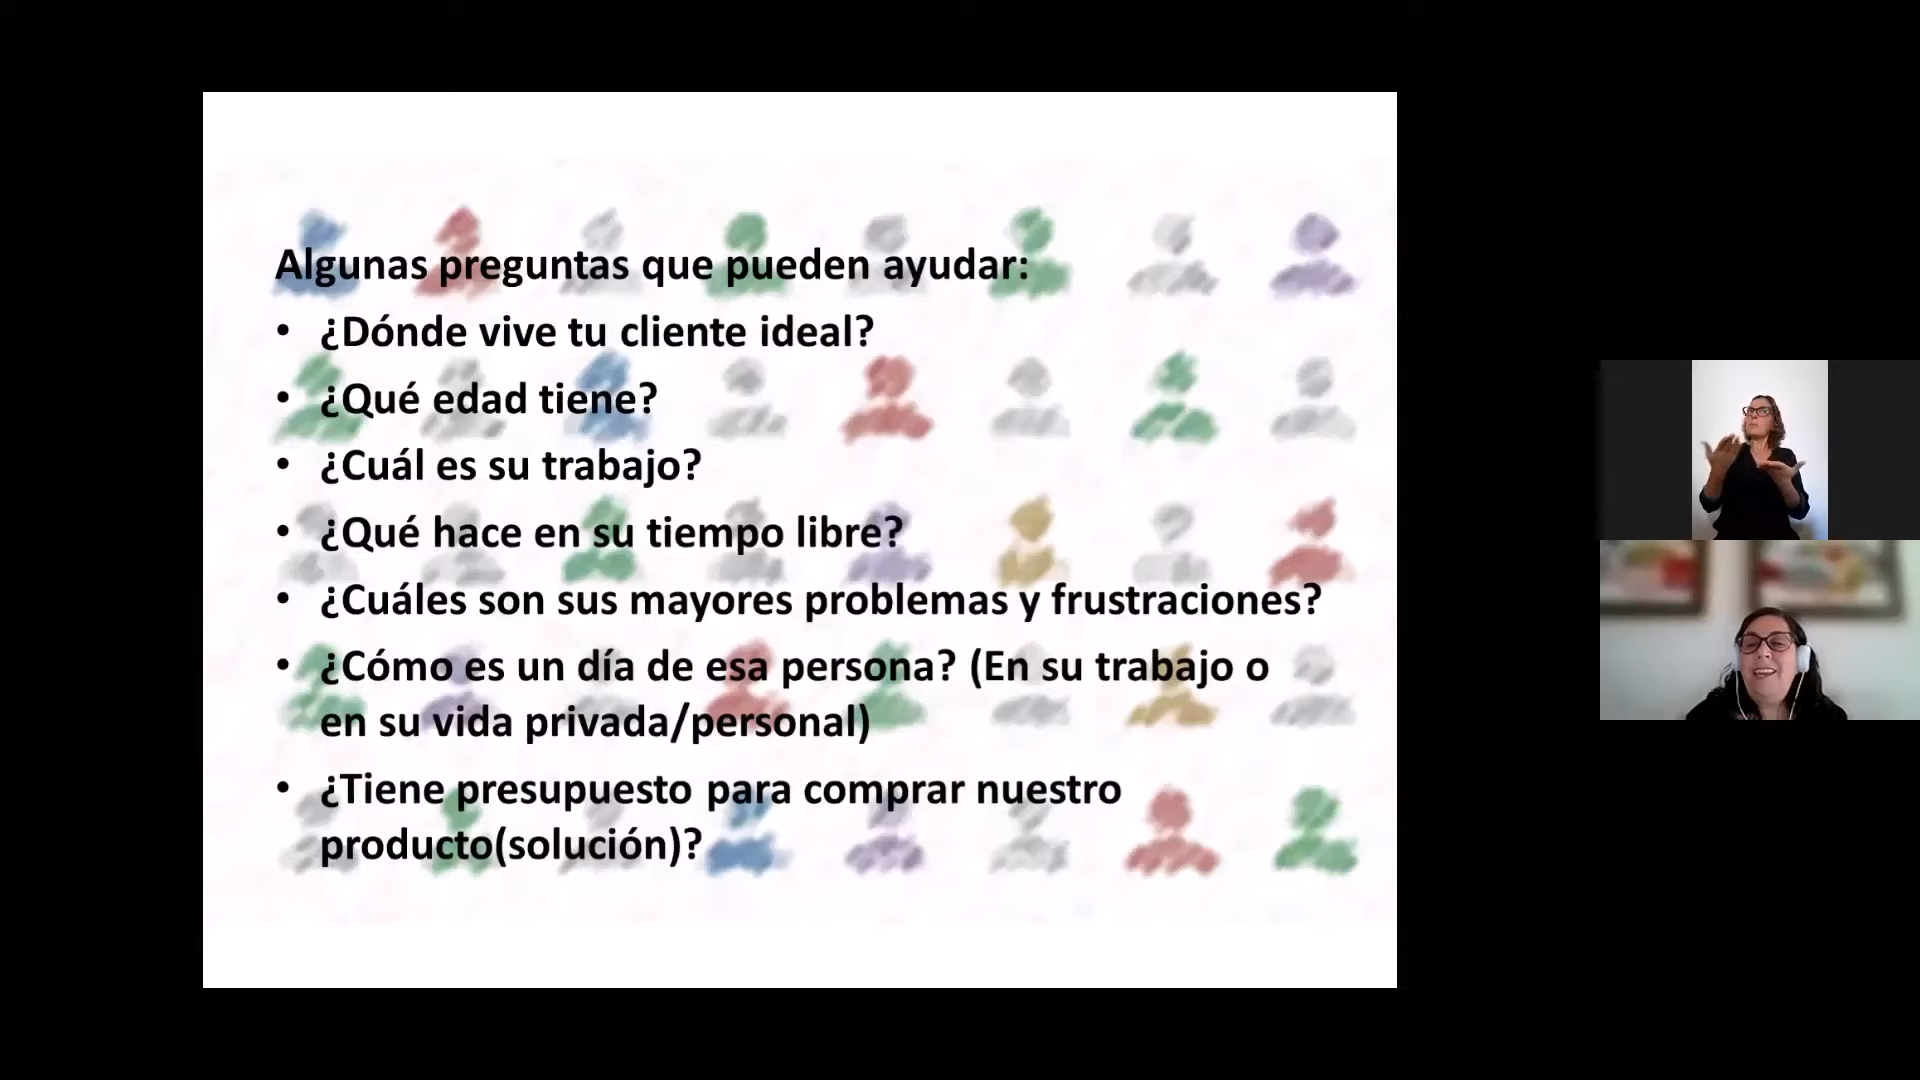 Algunas preguntas que pueden ayudar:
• ¿Dónde vive tu cliente ideal?
• ¿Qué edad tiene?
• ¿Cuál es su trabajo?
• ¿Qué hace en su tiempo libre?
• ¿Cuáles son sus mayores problemas y frustraciones?
• ¿Cómo es un día de esa persona? (En su trabajo o
en su vida privada/personal)
• ¿Tiene presupuesto para comprar nuestro
producto(solución)?